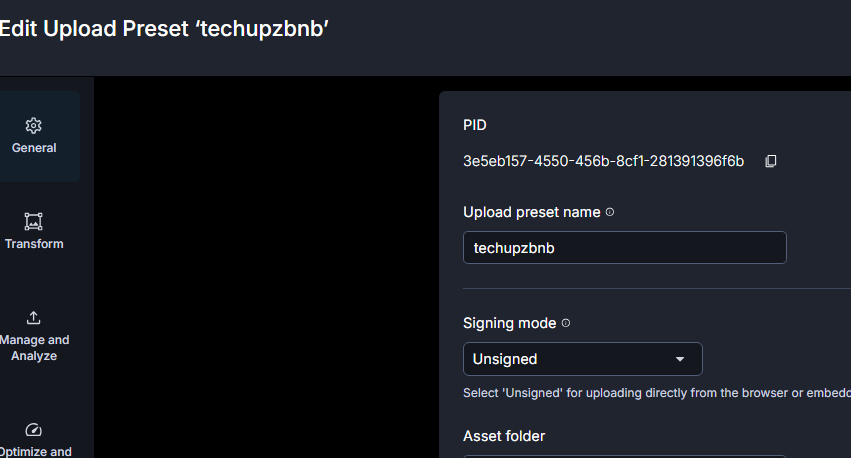 Edit Upload Preset ‘techupzbnb’
General
Transform
Manage and
Analyze
Optimize and
PID
3e5eb157-4550-456b-8cf1-281391396f6b
Upload preset name
techupzbnb
Signing mode
Unsigned
Select 'Unsigned' for uploading directly from the browser or
Asset folder